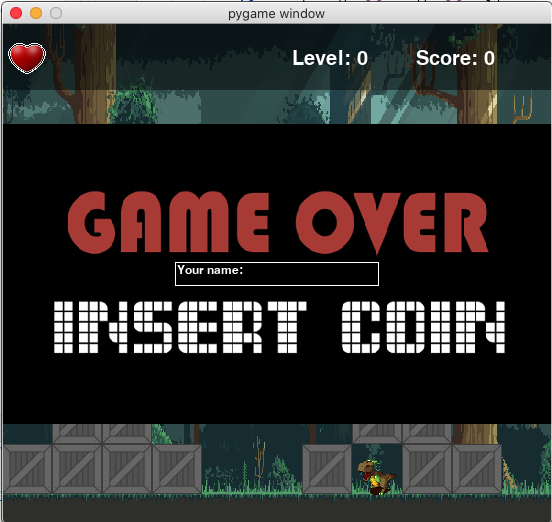 pygame window
Level: 0 Score: 0
GAME OVER
Your name:
INSERT COIN